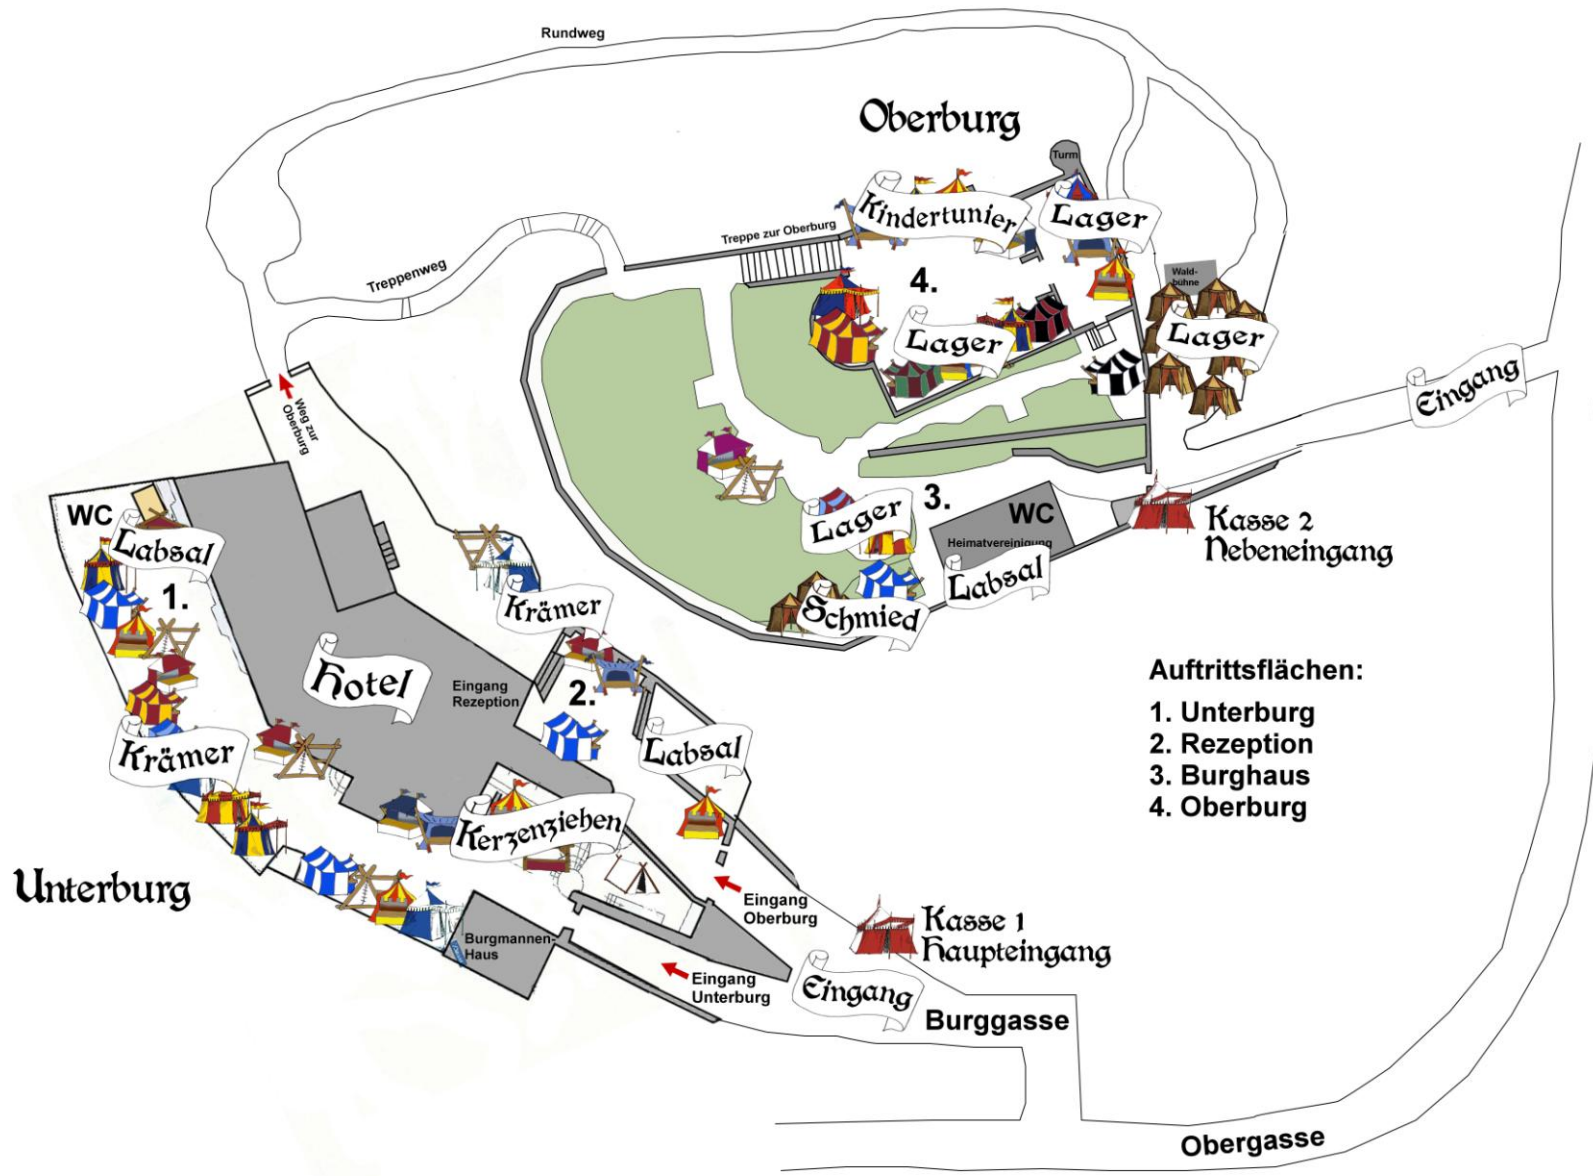 Rundweg
Oberburg
Turm
Kindertunier
Lager
Treppe zur Oberburg
4.
Wald-
bühne
Treppenweg
Lager
Lager
Eingang
Weg zur
Oberburg
WC
Labsal
1.
Lager
3.
WC
Heimatvereinigung
Labsal
Kasse 2
Nebeneingang
Schmied
Krämer
Hotel
Eingang
Rezeption
2.
Labsal
Krämer
Kerzenziehen
Auftrittsflächen:
1. Unterburg
2. Rezeption
3. Burghaus
4. Oberburg
Unterburg
Eingang
Oberburg
Kasse 1
Haupteingang
Burgmannen-
Haus
Eingang
Unterburg
Eingang
Burggasse
Obergasse